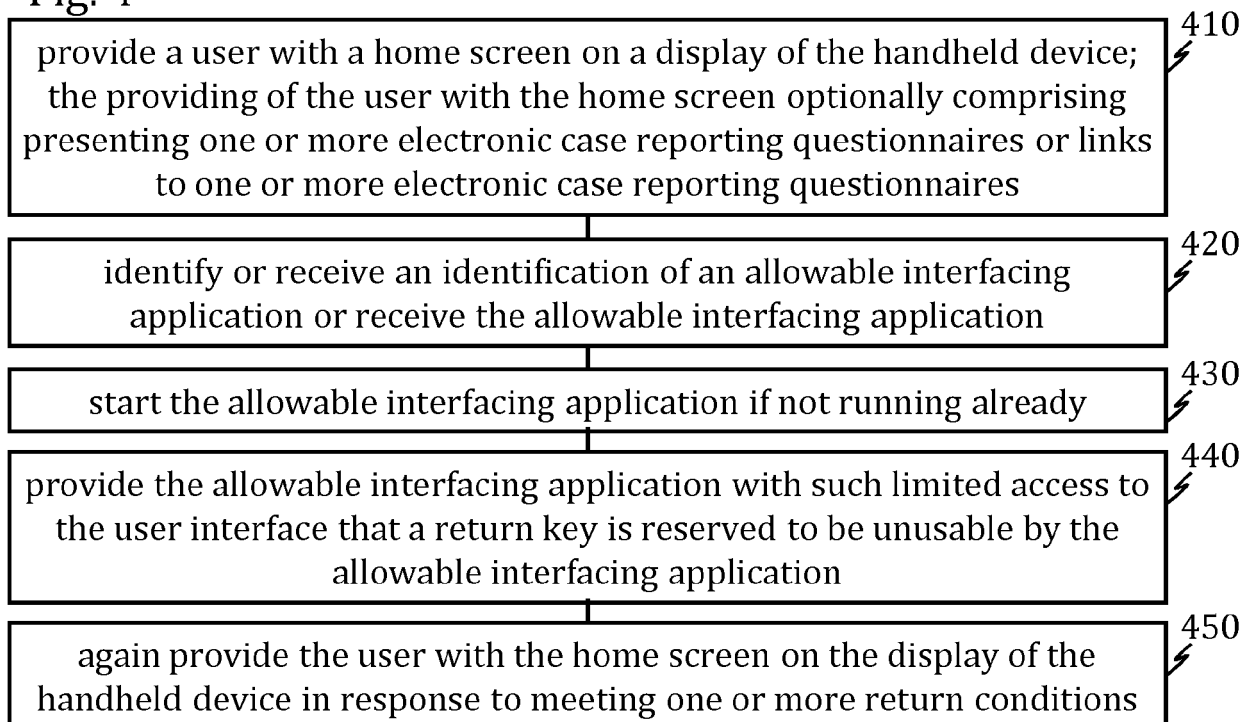 410
provide a user with a home screen on a display of the handheld device;
the providing of the user with the home screen optionally comprising
presenting one or more electronic case reporting questionnaires or links
to one or more electronic case reporting questionnaires
420
identify or receive an identification of an allowable interfacing
application or receive the allowable interfacing application
430
start the allowable interfacing application if not running already
440
provide the allowable interfacing application with such limited access to
the user interface that a return key is reserved to be unusable by the
allowable interfacing application
450
again provide the user with the home screen on the display of the
handheld device in response to meeting one or more return conditions